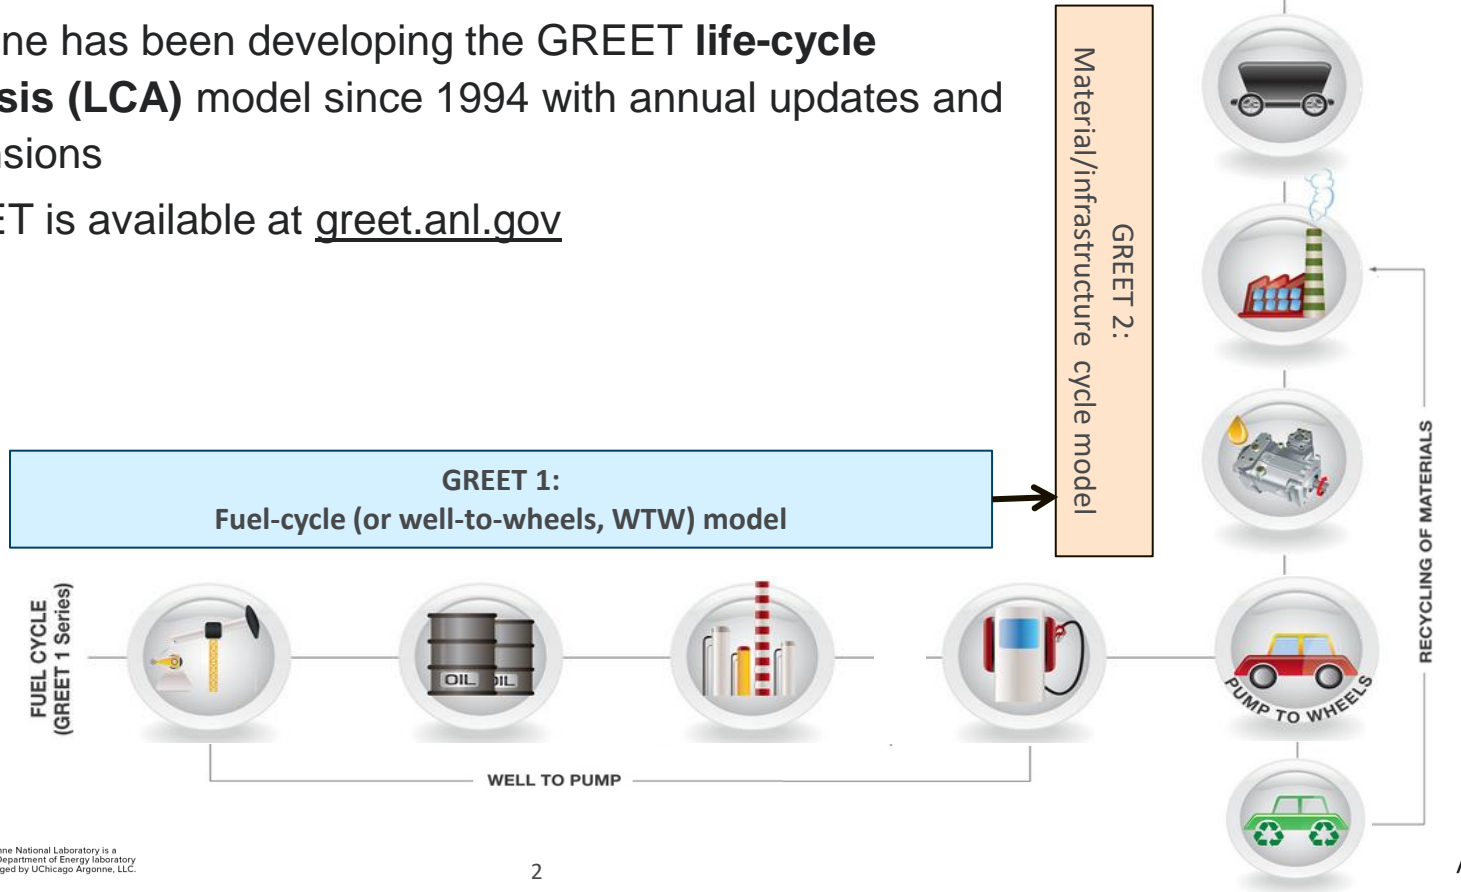 ne has been developing the GREET life-cycle
sis (LCA) model since 1994 with annual updates and
nsions
ET is available at greet.anl.gov
GREET 2:
Material/infrastructure cycle model
GREET 1:
Fuel-cycle (or well-to-wheels, WTW) model
RECYCLING OF MATERIALS
FUEL CYCLE
(GREET 1 Series)
OIL OIL
PUMP TO WHEELS
WELL TO PUMP
nne National Laboratory is a
Department of Energy laboratory
ged by UChicago Argonne, LLC.
2